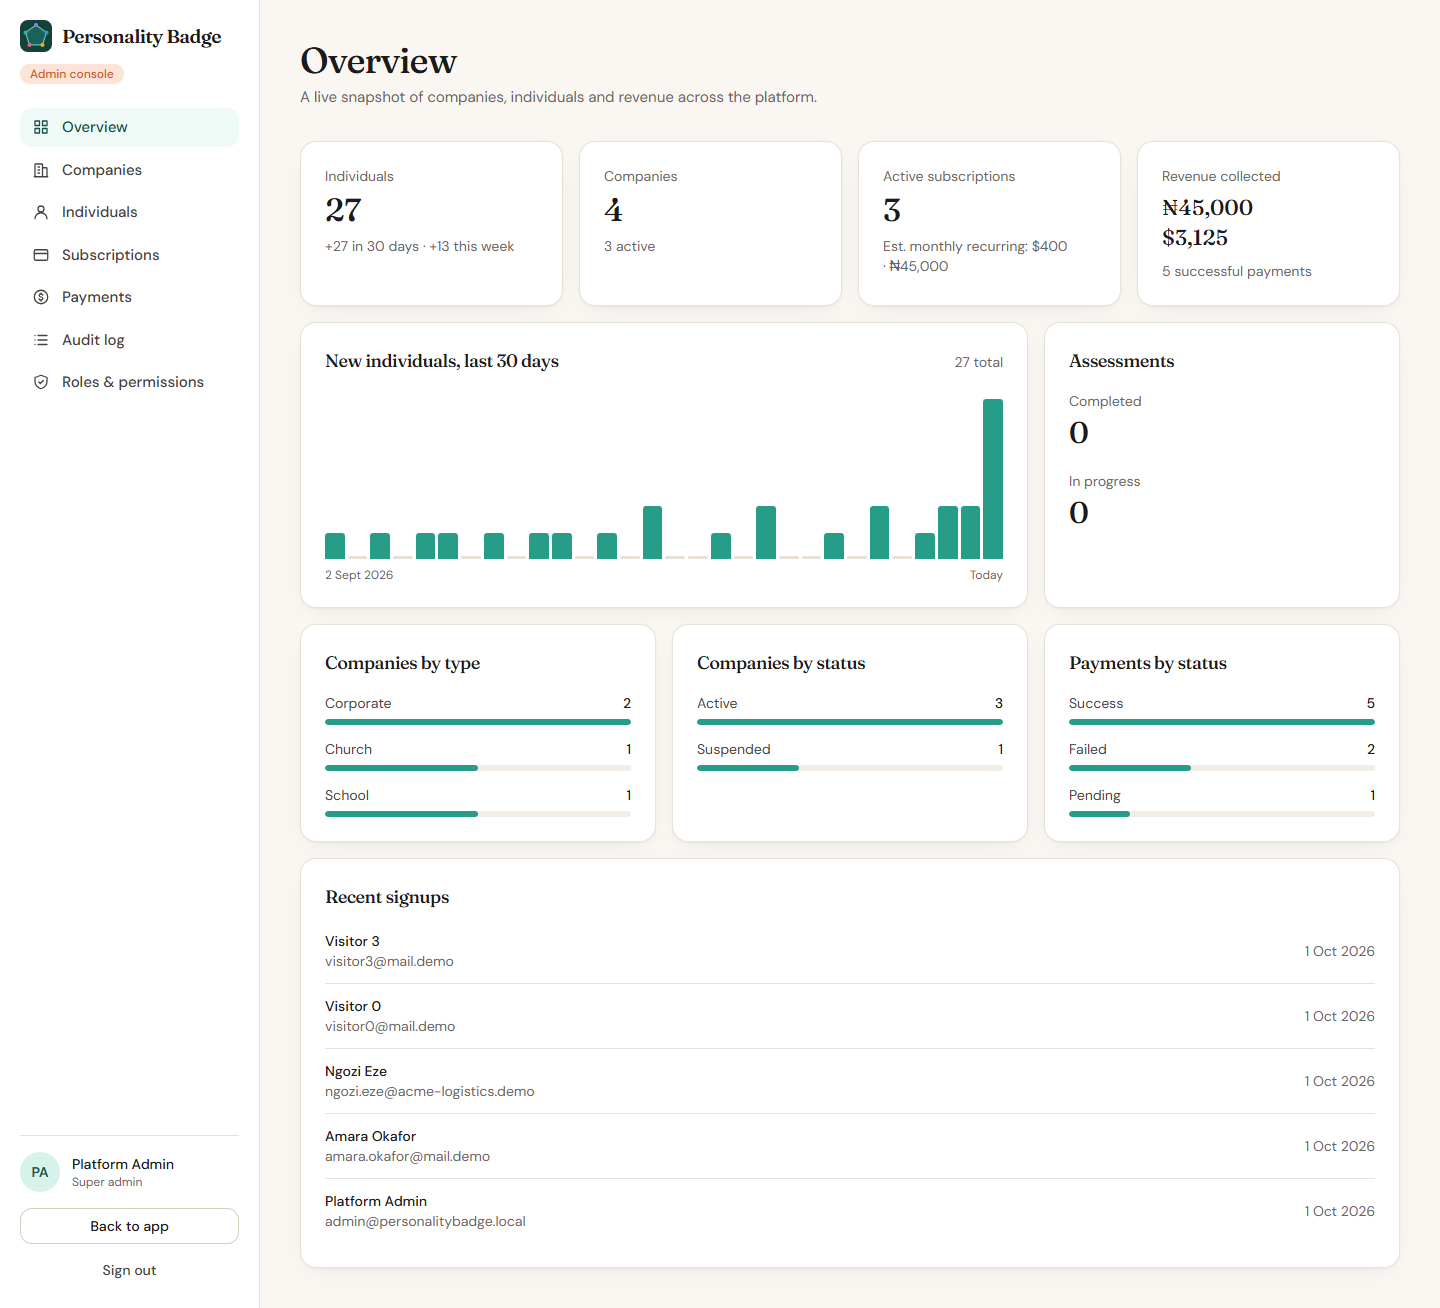 Personality Badge
Admin console
Overview
Companies
Individuals
Subscriptions
Payments
Audit log
Roles & permissions
PA
Platform Admin
Super admin
Back to app
Sign out
Overview
A live snapshot of companies, individuals and revenue across the platform.
Individuals
27
+27 in 30 days · +13 this week
Companies
4
3 active
Active subscriptions
3
Est. monthly recurring: $400
· ₦45,000
Revenue collected
₦45,000
$3,125
5 successful payments
New individuals, last 30 days
27 total
2 Sept 2026
Today
Assessments
Completed
0
In progress
0
Companies by type
Corporate 2
Church 1
School 1
Companies by status
Active 3
Suspended 1
Payments by status
Success 5
Failed 2
Pending 1
Recent signups
Visitor 3
visitor3@mail.demo
1 Oct 2026
Visitor 0
visitor0@mail.demo
1 Oct 2026
Ngozi Eze
ngozi.eze@acme-logistics.demo
1 Oct 2026
Amara Okafor
amara.okafor@mail.demo
1 Oct 2026
Platform Admin
admin@personalitybadge.local
1 Oct 2026